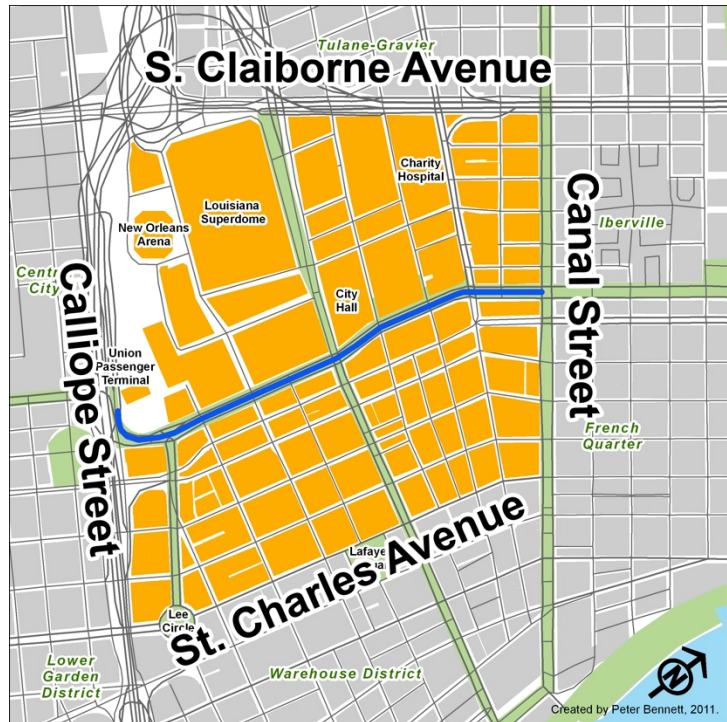 Tulane-Gravier
S. Claiborne Avenue
Charity
Hospital
Louisiana
Superdome
New Orleans
Arena
Canal Street
Iberville
Central
City
Calliope Street
City
Hall
Union
Passenger
Terminal
French
Quarter
St. Charles Avenue
Lee
Circle
Lower
Garden
District
Warehouse District
N
Created by Peter Bennett, 2011.